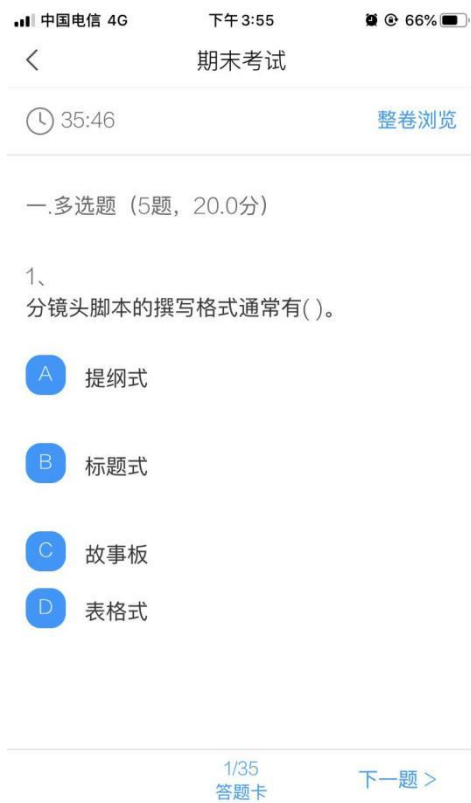 中国电信 4G 下午3:55 66%
期末考试
35:46 整卷浏览
一.多选题（5题，20.0分）
1、
分镜头脚本的撰写格式通常有( )。
A 提纲式
B 标题式
C 故事板
D 表格式
1/35
答题卡 下一题 >